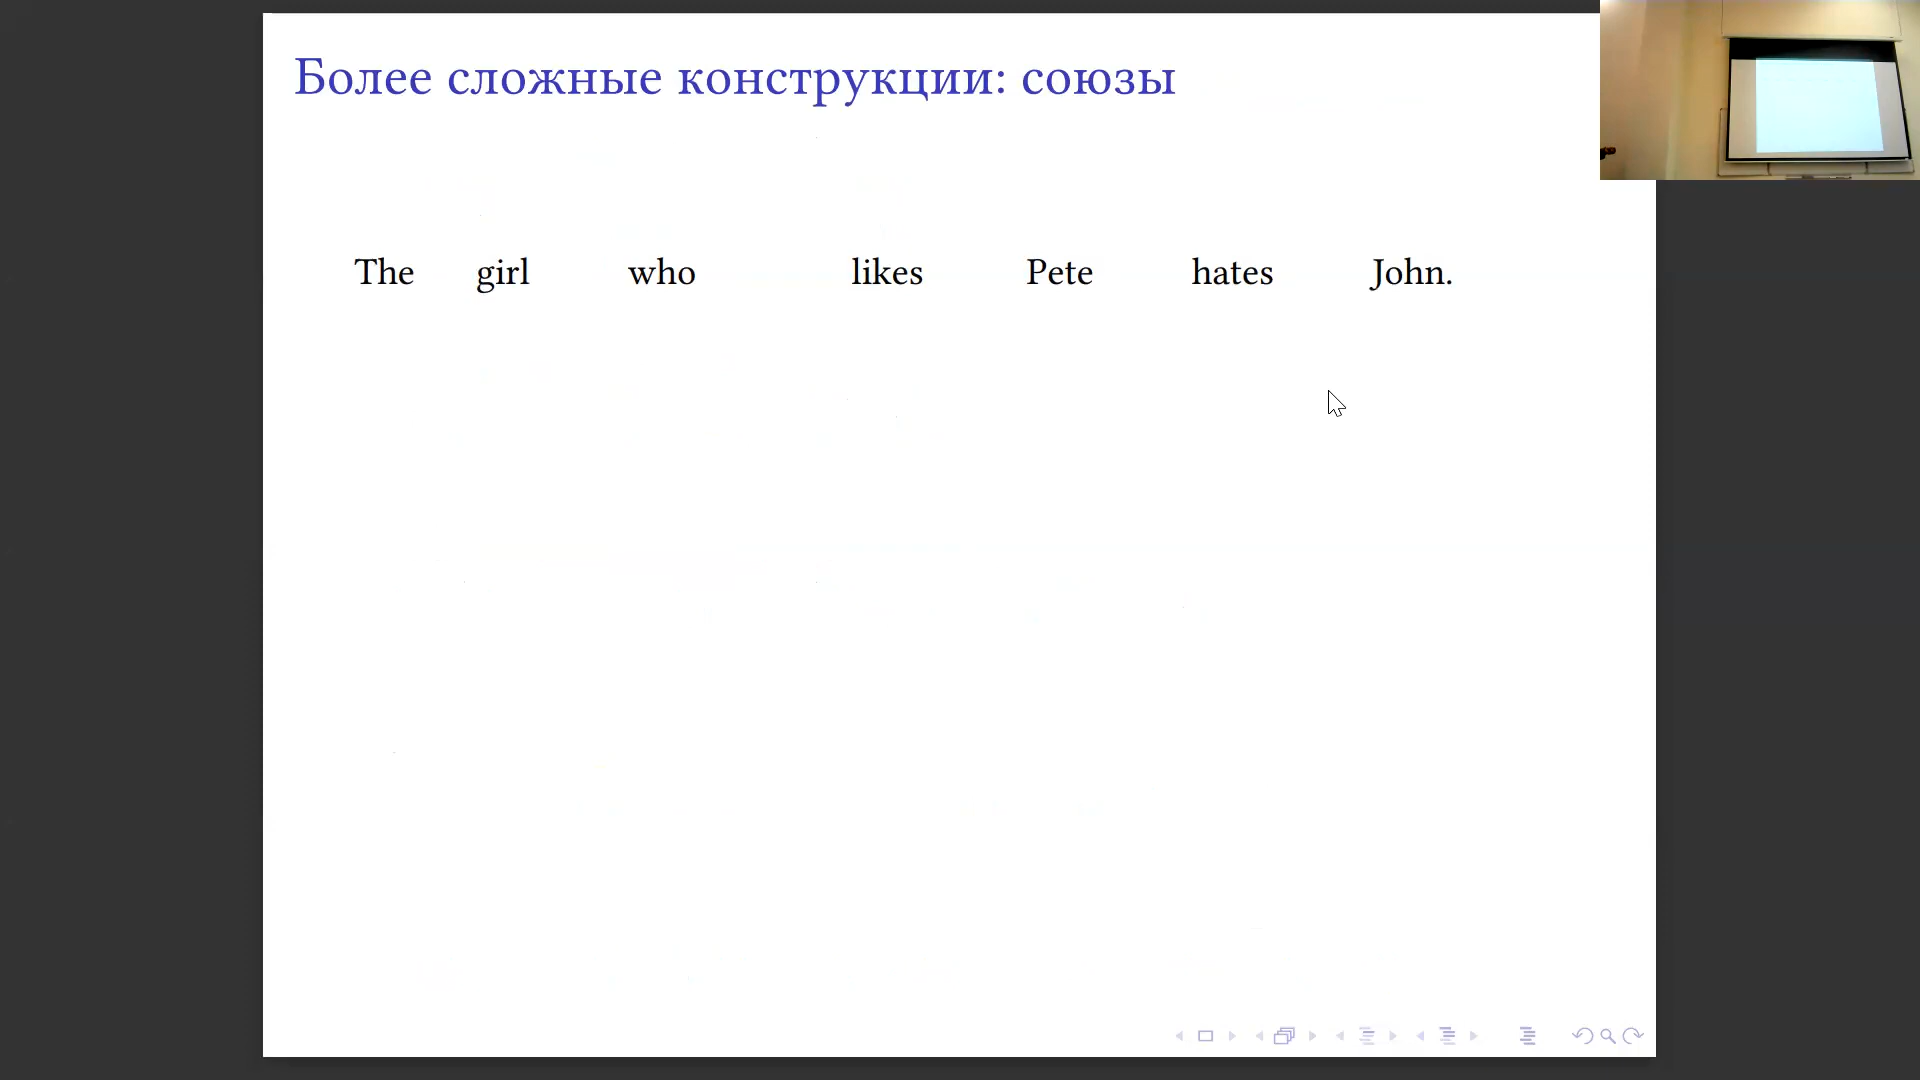 Более сложные конструкции: союзы
The girl who likes Pete hates John.